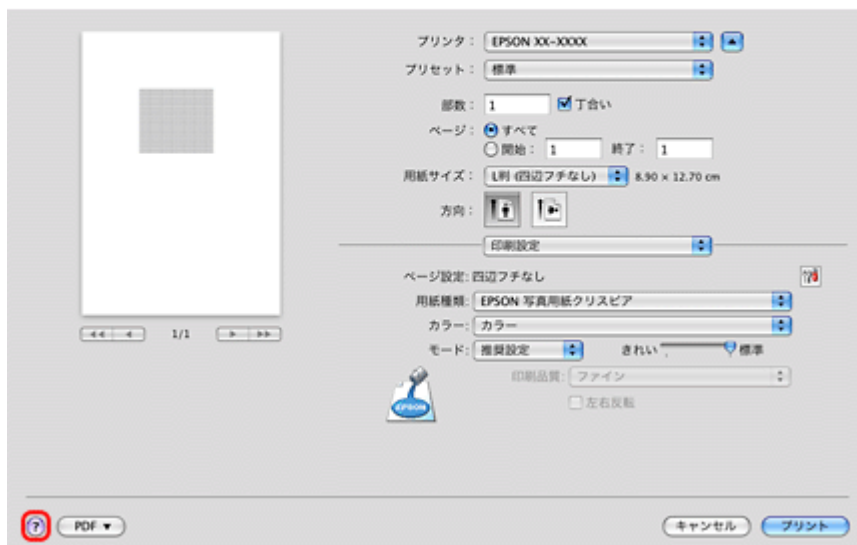 プリンタ： EPSON XX-XXXX
プリセット： 標準
部数： 1 丁合い
ページ： すべて
開始： 1 終了： 1
用紙サイズ： L判 (四辺フチなし) 8.90 × 12.70 cm
方向：
印刷設定
ページ設定: 四辺フチなし
用紙種類: EPSON 写真用紙クリスピア
カラー: カラー
モード: 推奨設定 きれい 標準
印刷品質: ファイン
左右反転
EPSON
1/1
? PDF キャンセル プリント